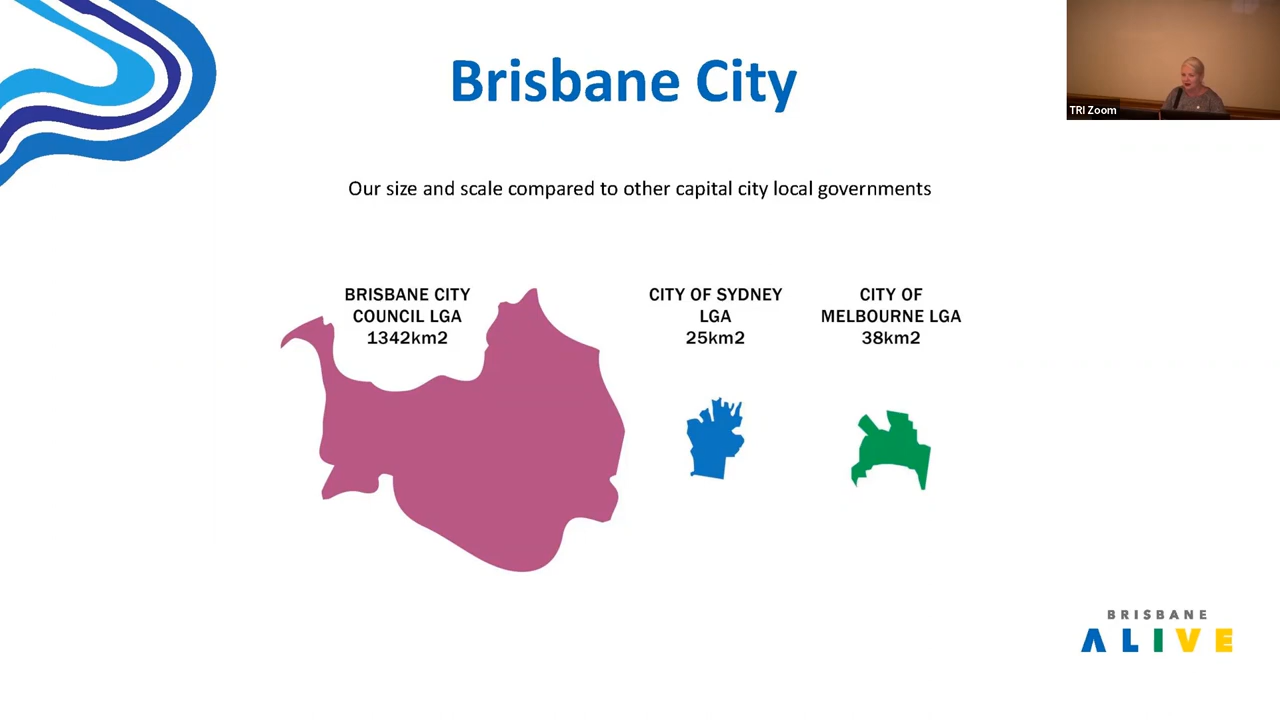 Brisbane City
TRI Zoom
Our size and scale compared to other capital city local governments
BRISBANE CITY
COUNCIL LGA
1342km2
CITY OF SYDNEY
LGA
25km2
CITY OF
MELBOURNE LGA
38km2
BRISBANE
ALIVE